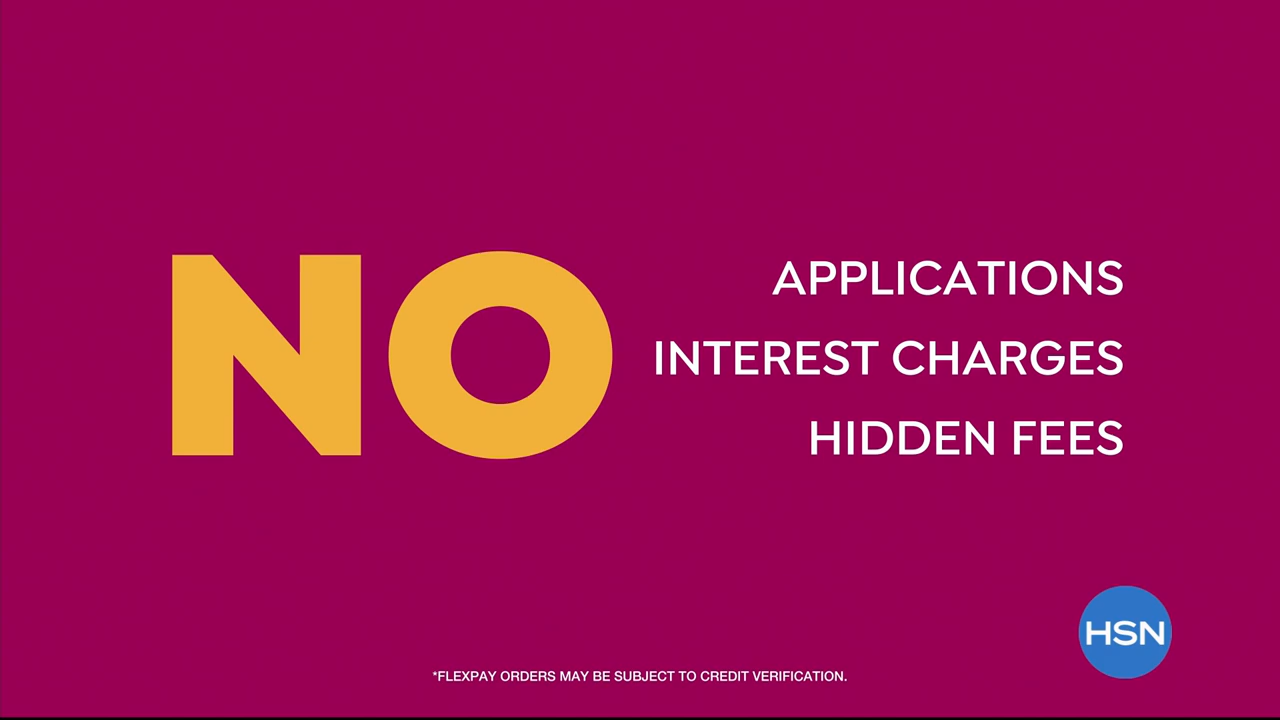 NO
APPLICATIONS
INTEREST CHARGES
HIDDEN FEES
HSN
*FLEXPAY ORDERS MAY BE SUBJECT TO CREDIT VERIFICATION.